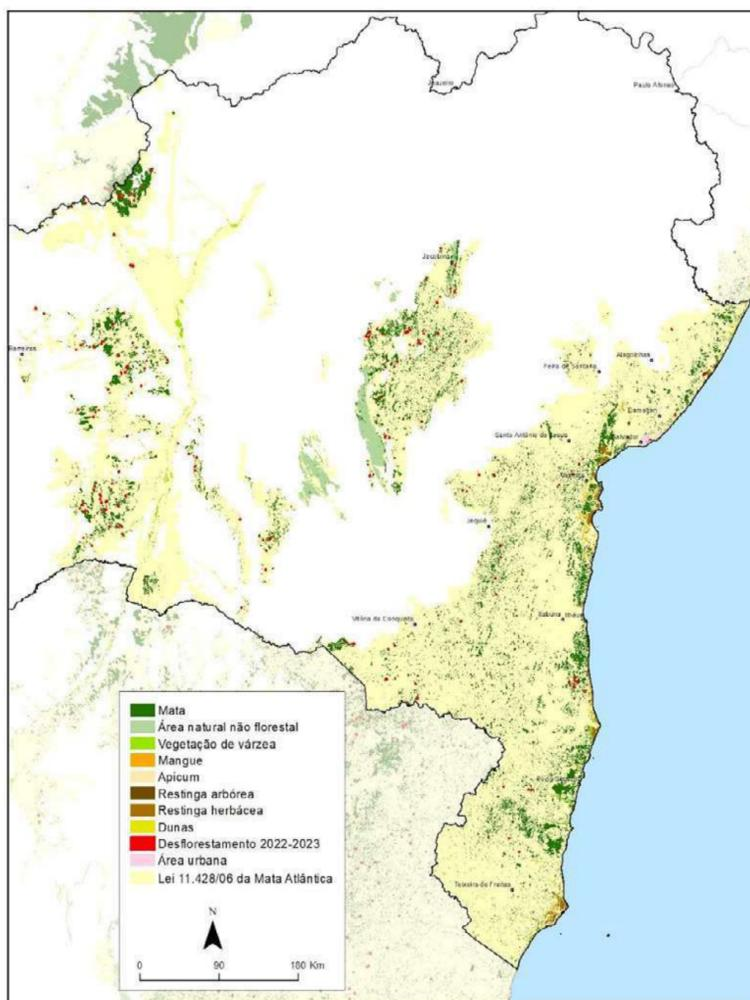 Juazeiro
Paulo Afonso
Jacobina
Barreiras
Alagoinhas
Feira de Santana
Camaçari
Santo Antônio de Jesus
Salvador
Valença
Jequié
Itabuna
Ilhéus
Vitória da Conquista
Porto Seguro
Teixeira de Freitas
Mata
Área natural não florestal
Vegetação de várzea
Mangue
Apicum
Restinga arbórea
Restinga herbácea
Dunas
Desflorestamento 2022-2023
Área urbana
Lei 11.428/06 da Mata Atlântica
N
0 90 180 Km